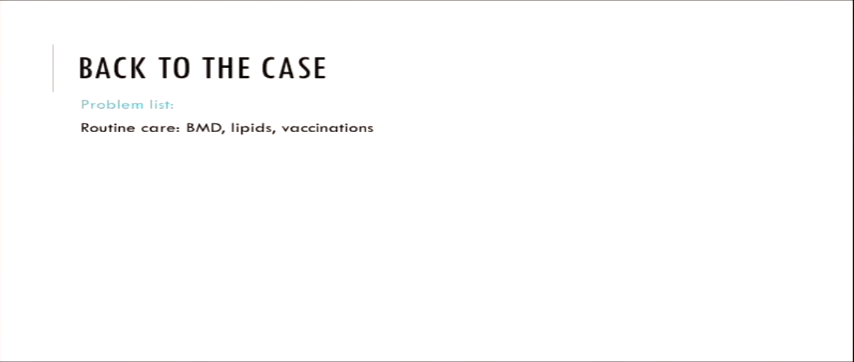 BACK TO THE CASE
Problem list:
Routine care: BMD, lipids, vaccinations